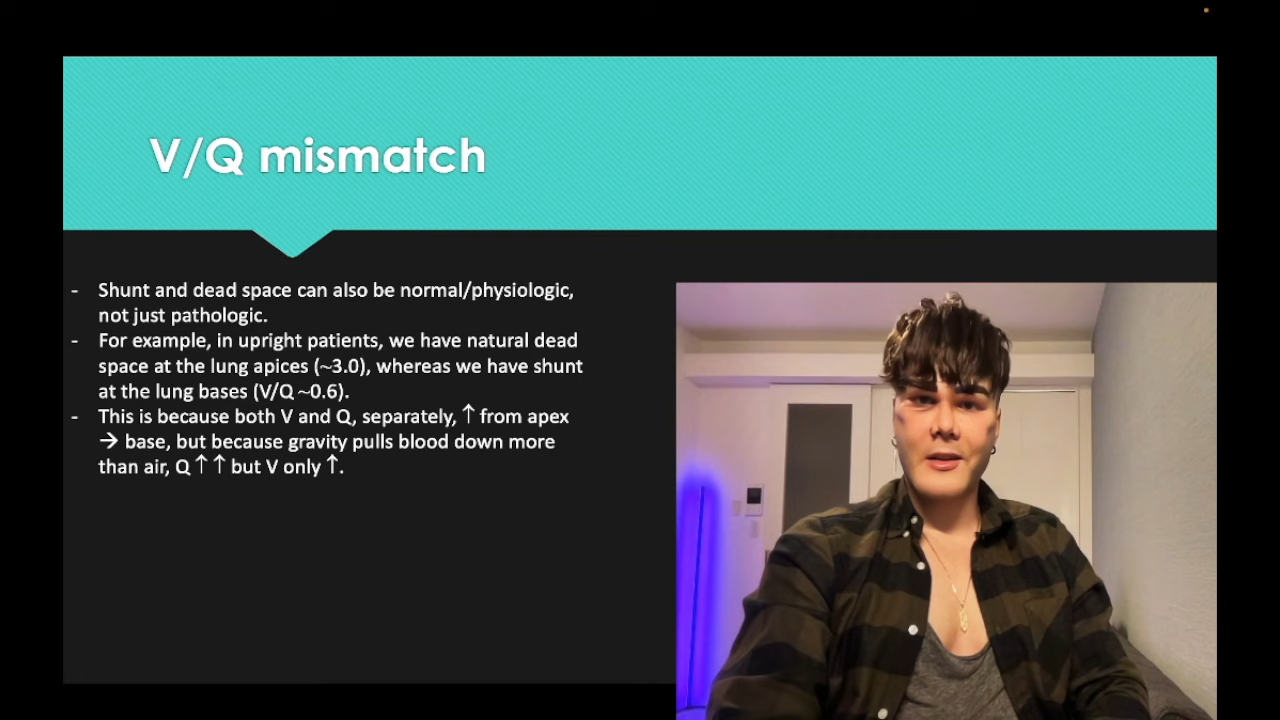 V/Q mismatch
- Shunt and dead space can also be normal/physiologic,
not just pathologic.
- For example, in upright patients, we have natural dead
space at the lung apices (~3.0), whereas we have shunt
at the lung bases (V/Q ~0.6).
- This is because both V and Q, separately, ↑ from apex
→ base, but because gravity pulls blood down more
than air, Q ↑ ↑ but V only ↑.